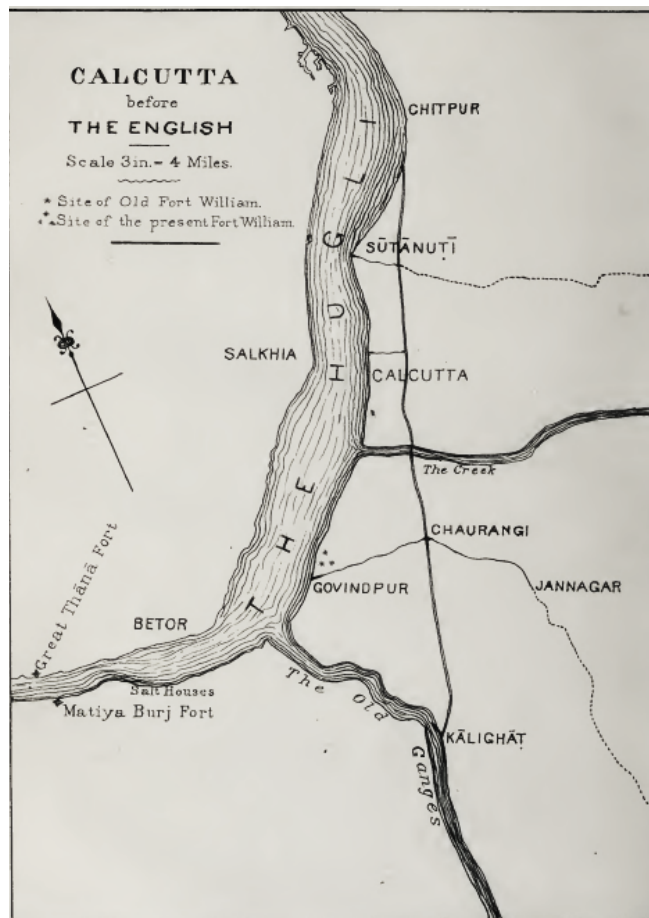 CALCUTTA
before
THE ENGLISH
Scale 3in.= 4 Miles.
* Site of Old Fort William.
Site of the present Fort William.
CHITPUR
THE HUGLI
SŪTĀNUṬĪ
SALKHIA
CALCUTTA
The Creek
CHAURANGI
JANNAGAR
GOVINDPUR
BETOR
Great Thānā Fort
Salt Houses
Matiya Burj Fort
The Old Ganges
KĀLIGHĀṬ